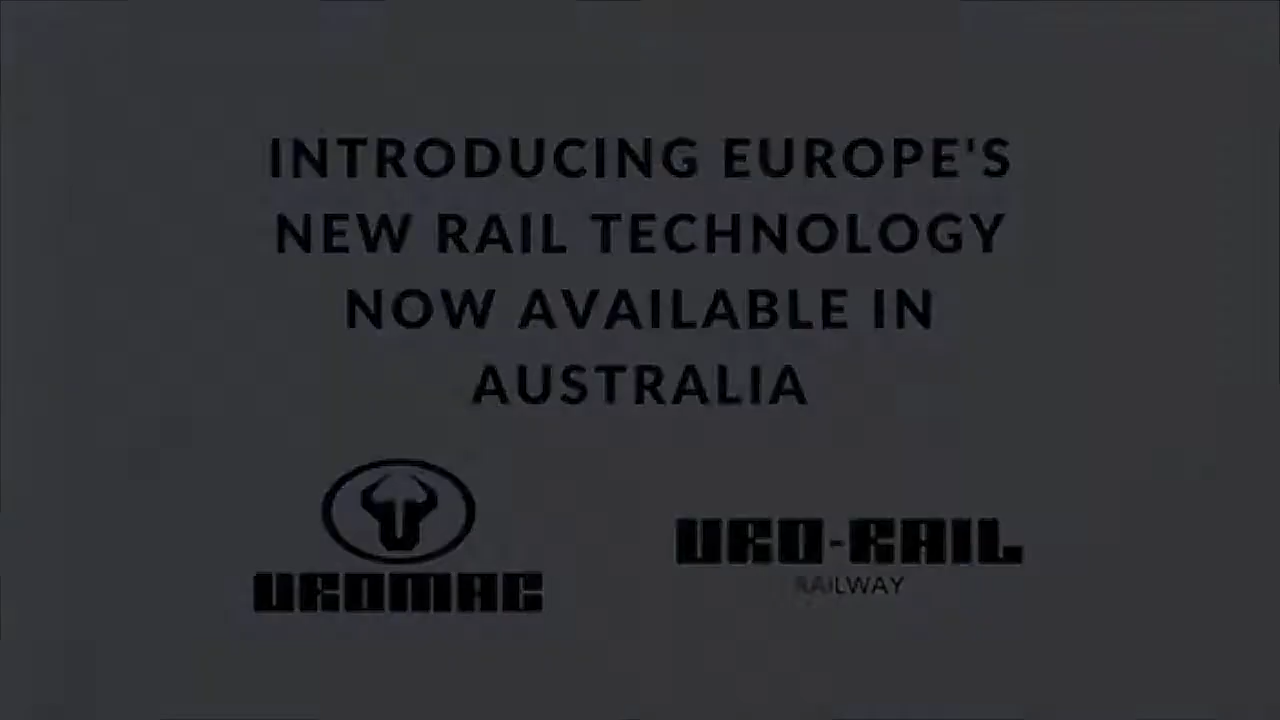 INTRODUCING EUROPE'S
NEW RAIL TECHNOLOGY
NOW AVAILABLE IN
AUSTRALIA
UROMAC
URO-RAIL
RAILWAY